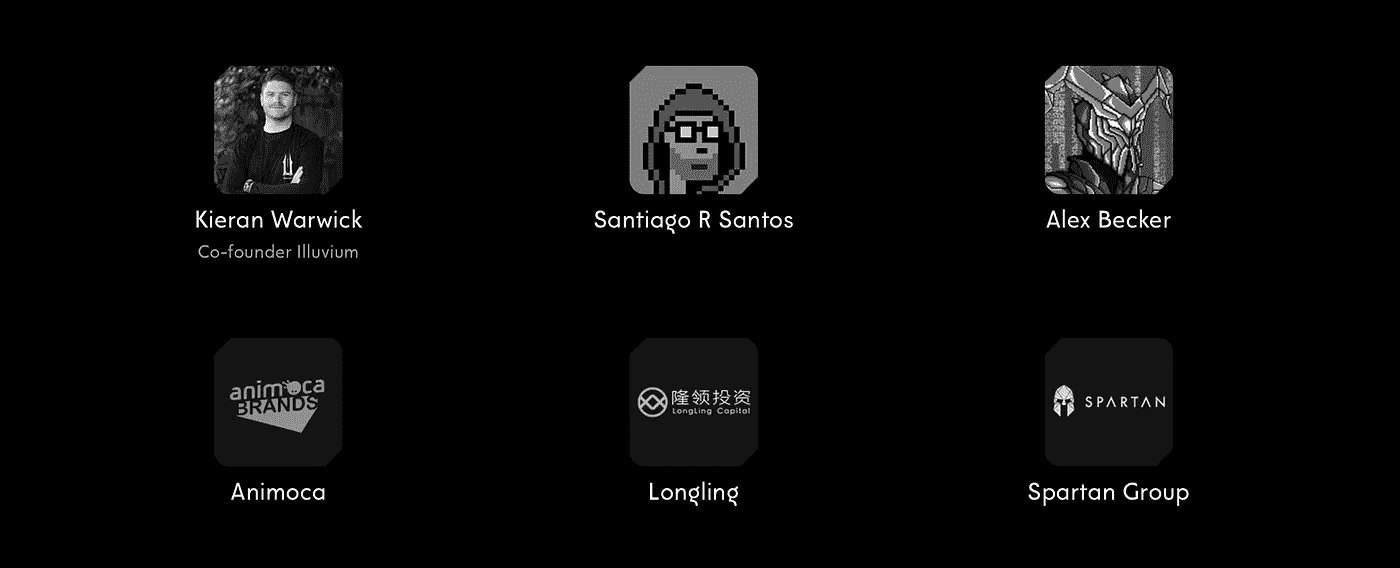 Kieran Warwick
Co-founder Illuvium
Santiago R Santos
Alex Becker
animoca
BRANDS
Animoca
隆领投资
LongLing Capital
Longling
SPARTAN
Spartan Group